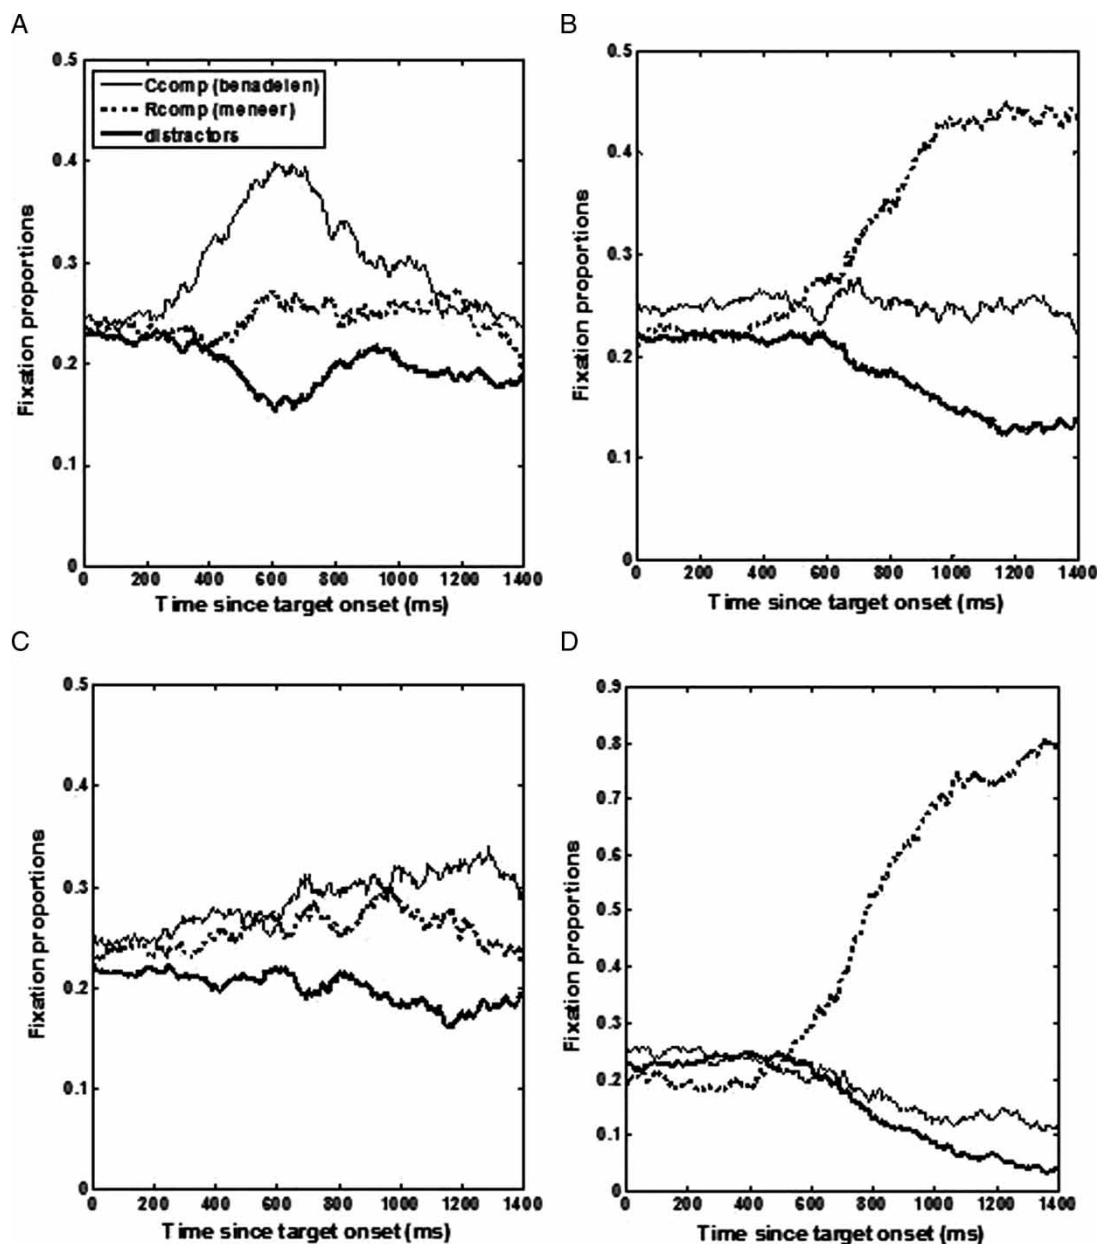 A
0.5
0.4
0.3
0.2
0.1
0
Ccomp (benadelen)
Rcomp (meneer)
distractors
Fixation proportions
0 200 400 600 800 1000 1200 1400
Time since target onset (ms)
B
0.5
0.4
0.3
0.2
0.1
0
Fixation proportions
0 200 400 600 800 1000 1200 1400
Time since target onset (ms)
C
0.5
0.4
0.3
0.2
0.1
0
Fixation proportions
0 200 400 600 800 1000 1200 1400
Time since target onset (ms)
D
0.9
0.8
0.7
0.6
0.5
0.4
0.3
0.2
0.1
0
Fixation proportions
0 200 400 600 800 1000 1200 1400
Time since target onset (ms)